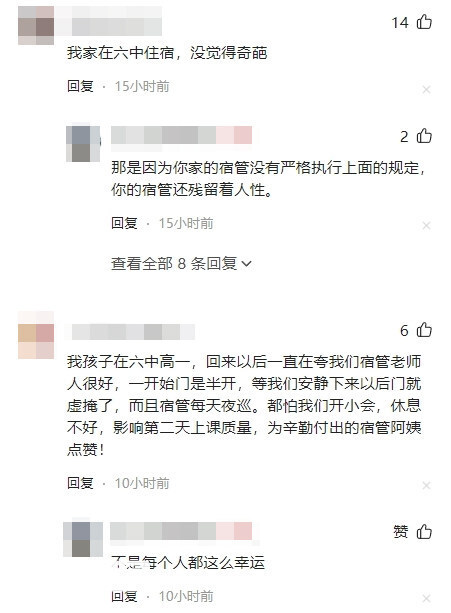 14
我家在六中住宿，没觉得奇葩
回复 · 15小时前
2
那是因为你家的宿管没有严格执行上面的规定，
你的宿管还残留着人性。
回复 · 15小时前
查看全部 8 条回复
6
我孩子在六中高一，回来以后一直在夸我们宿管老师
人很好，一开始门是半开，等我们安静下来以后门就
虚掩了，而且宿管每天夜巡。都怕我们开小会，休息
不好，影响第二天上课质量，为辛勤付出的宿管阿姨
点赞！
回复 · 10小时前
赞
不是每个人都这么幸运
回复 · 10小时前